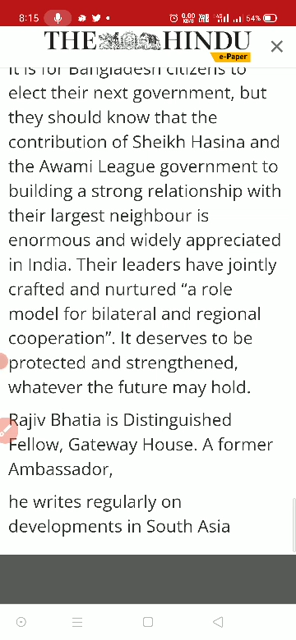 8:15
0.00
KB/S
54%
THE HINDU
e-Paper
It is for Bangladesh citizens to
elect their next government, but
they should know that the
contribution of Sheikh Hasina and
the Awami League government to
building a strong relationship with
their largest neighbour is
enormous and widely appreciated
in India. Their leaders have jointly
crafted and nurtured “a role
model for bilateral and regional
cooperation”. It deserves to be
protected and strengthened,
whatever the future may hold.
Rajiv Bhatia is Distinguished
Fellow, Gateway House. A former
Ambassador,
he writes regularly on
developments in South Asia